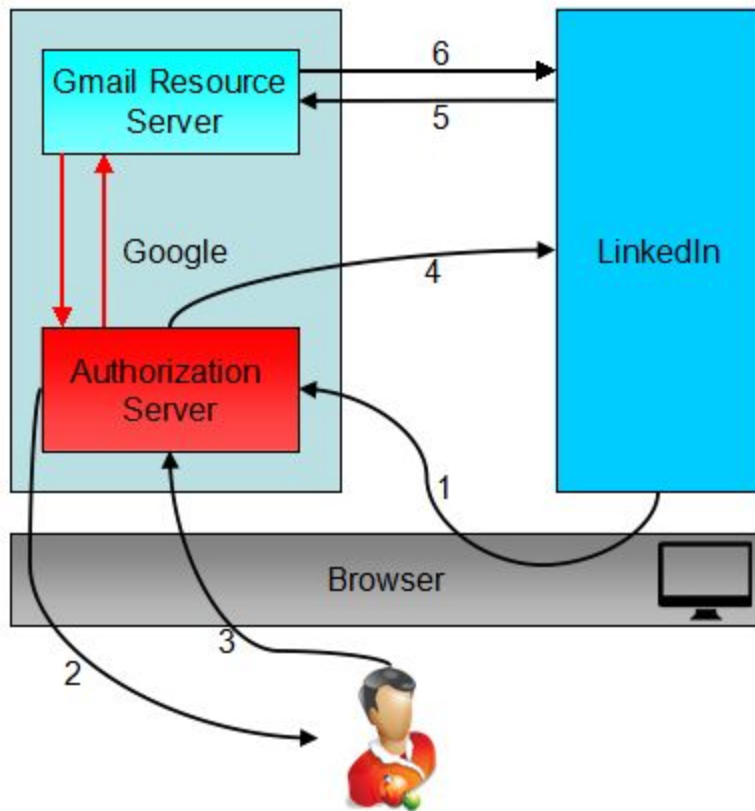 6
Gmail Resource
Server
5
Google
LinkedIn
4
Authorization
Server
1
Browser
3
2